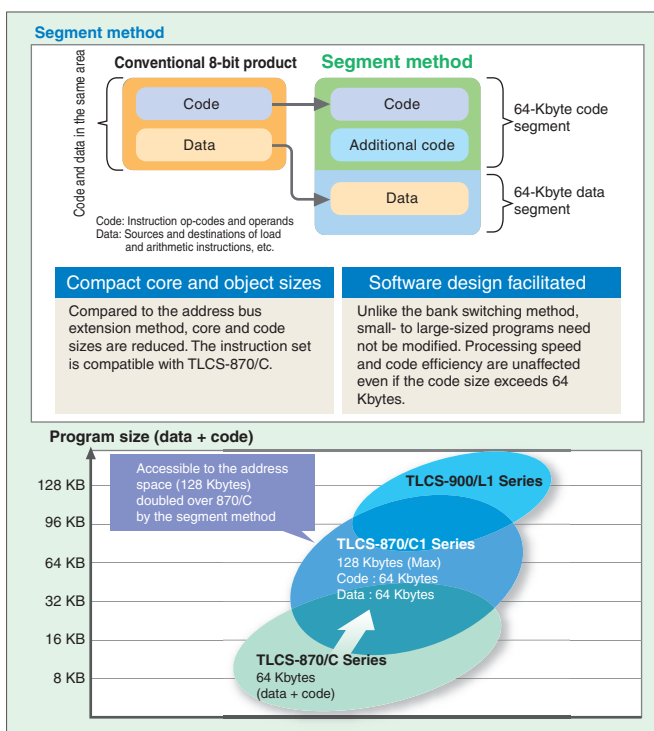 Segment method
Code and data in the same area
Conventional 8-bit product
Code
Data
Segment method
Code
Additional code
Data
64-Kbyte code
segment
64-Kbyte data
segment
Code: Instruction op-codes and operands
Data: Sources and destinations of load
and arithmetic instructions, etc.
Compact core and object sizes
Compared to the address bus
extension method, core and code
sizes are reduced. The instruction set
is compatible with TLCS-870/C.
Software design facilitated
Unlike the bank switching method,
small- to large-sized programs need
not be modified. Processing speed
and code efficiency are unaffected
even if the code size exceeds 64
Kbytes.
Program size (data + code)
128 KB
96 KB
64 KB
32 KB
16 KB
8 KB
Accessible to the address
space (128 Kbytes)
doubled over 870/C
by the segment method
TLCS-900/L1 Series
TLCS-870/C1 Series
128 Kbytes (Max)
Code : 64 Kbytes
Data : 64 Kbytes
TLCS-870/C Series
64 Kbytes
(data + code)